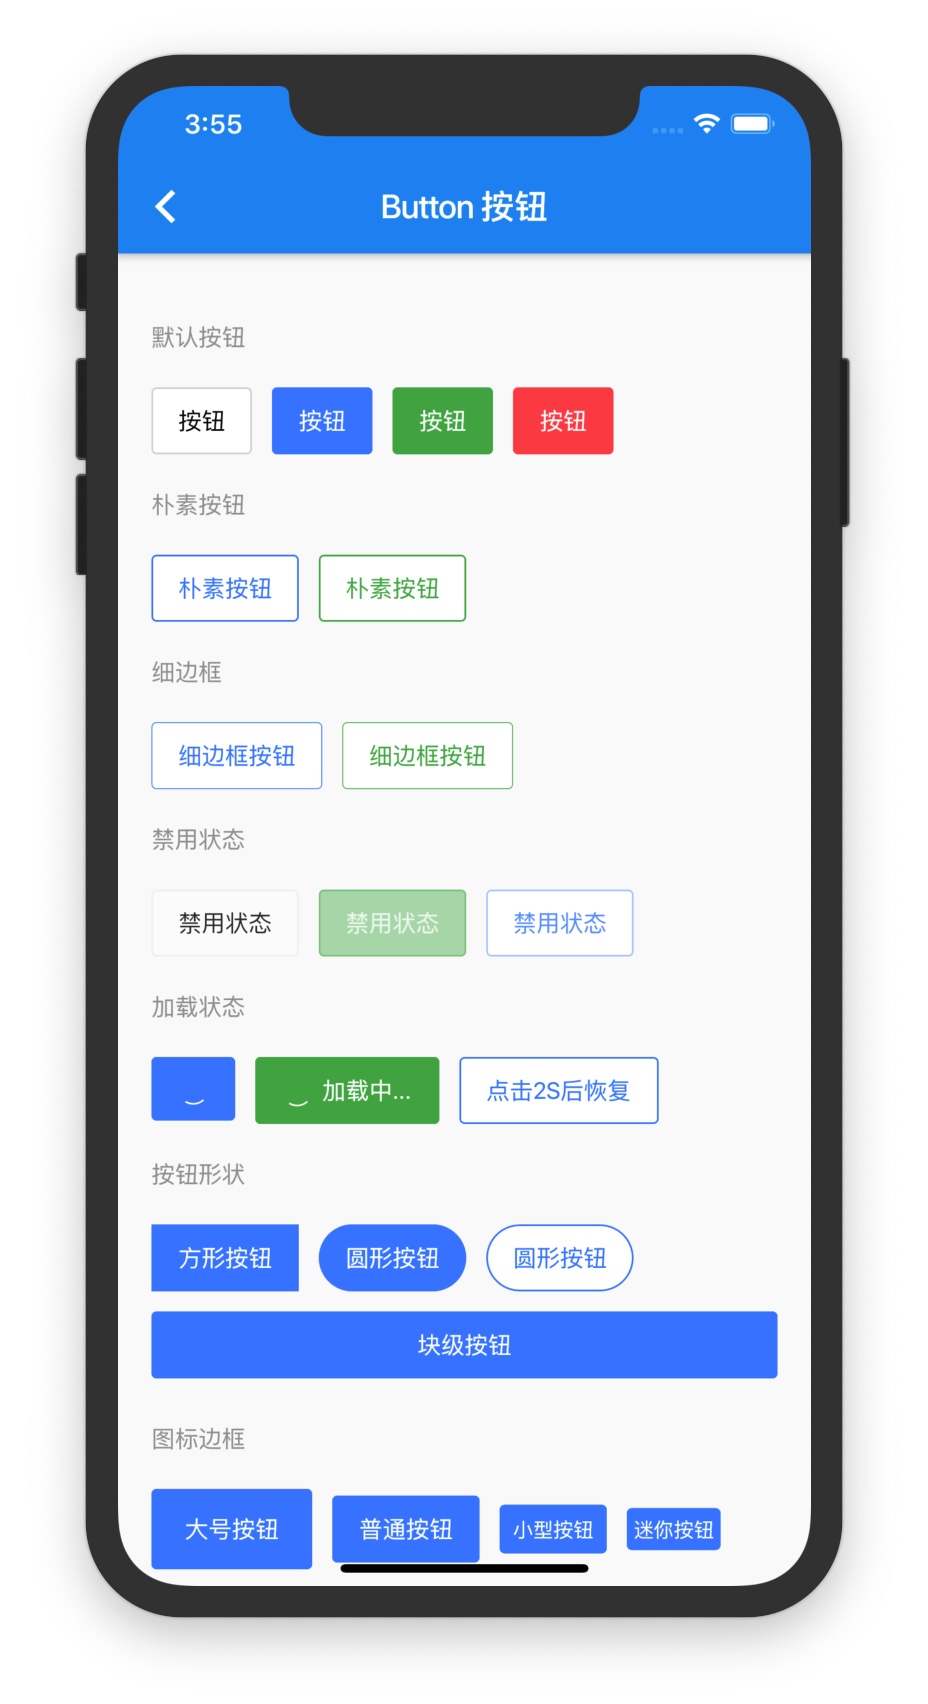 3:55
Button 按钮
默认按钮
按钮 按钮 按钮 按钮
朴素按钮
朴素按钮 朴素按钮
细边框
细边框按钮 细边框按钮
禁用状态
禁用状态 禁用状态 禁用状态
加载状态
加载中... 点击2S后恢复
按钮形状
方形按钮 圆形按钮 圆形按钮
块级按钮
图标边框
大号按钮 普通按钮 小型按钮 迷你按钮